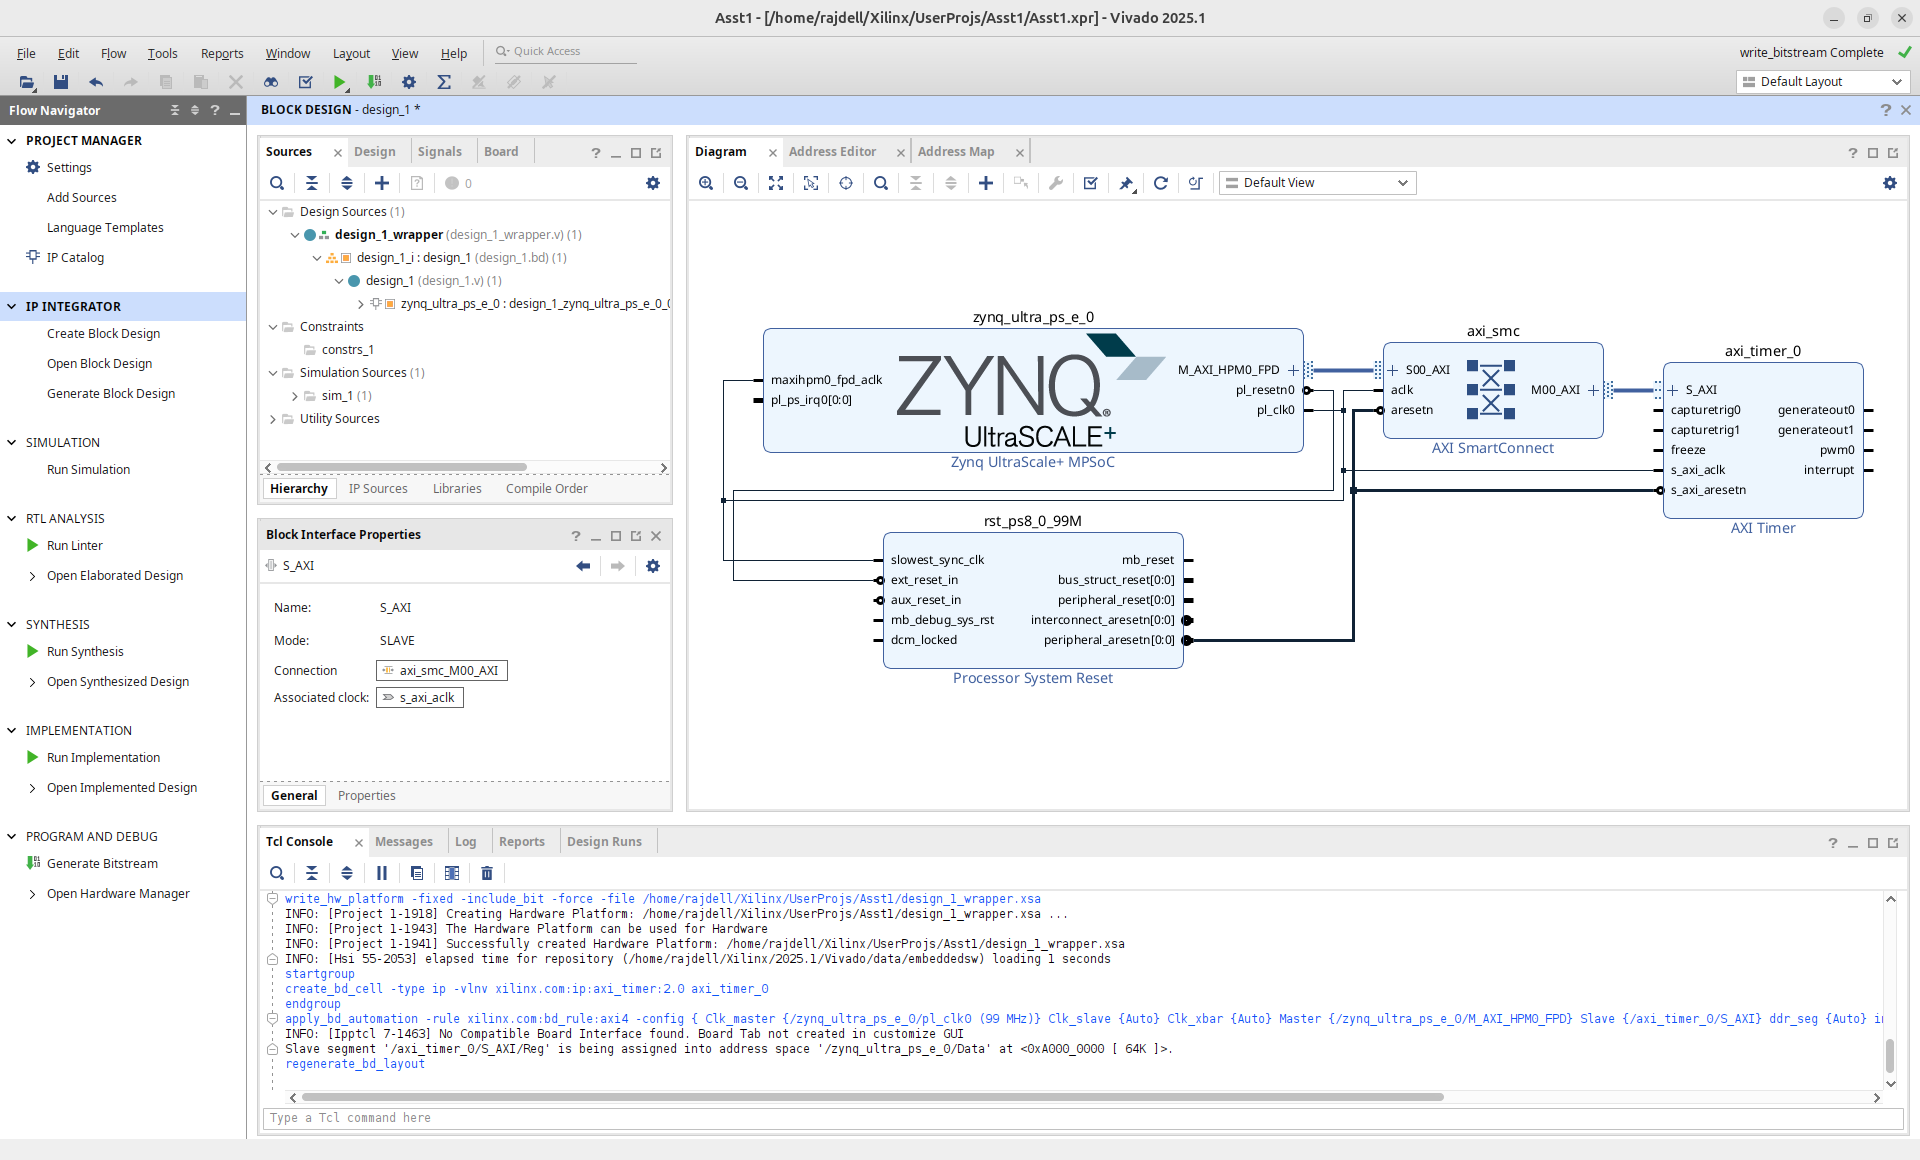 Asst1 - [/home/rajdell/Xilinx/UserProjs/Asst1/Asst1.xpr] - Vivado 2025.1
File Edit Flow Tools Reports Window Layout View Help Quick Access
write_bitstream Complete
Default Layout
Flow Navigator
PROJECT MANAGER
Settings
Add Sources
Language Templates
IP Catalog
IP INTEGRATOR
Create Block Design
Open Block Design
Generate Block Design
SIMULATION
Run Simulation
RTL ANALYSIS
Run Linter
Open Elaborated Design
SYNTHESIS
Run Synthesis
Open Synthesized Design
IMPLEMENTATION
Run Implementation
Open Implemented Design
PROGRAM AND DEBUG
Generate Bitstream
Open Hardware Manager
BLOCK DESIGN - design_1 *
Sources Design Signals Board
0
Design Sources (1)
design_1_wrapper (design_1_wrapper.v) (1)
design_1_i : design_1 (design_1.bd) (1)
design_1 (design_1.v) (1)
zynq_ultra_ps_e_0 : design_1_zynq_ultra_ps_e_0_0
Constraints
constrs_1
Simulation Sources (1)
sim_1 (1)
Utility Sources
Hierarchy IP Sources Libraries Compile Order
Block Interface Properties
S_AXI
Name: S_AXI
Mode: SLAVE
Connection axi_smc_M00_AXI
Associated clock: s_axi_aclk
General Properties
Diagram Address Editor Address Map
Default View
zynq_ultra_ps_e_0
maxihpm0_fpd_aclk
pl_ps_irq0[0:0]
ZYNQ®
UltraSCALE+
M_AXI_HPM0_FPD
pl_resetn0
pl_clk0
Zynq UltraScale+ MPSoC
axi_smc
S00_AXI
aclk
aresetn
M00_AXI
AXI SmartConnect
axi_timer_0
S_AXI
capturetrig0
capturetrig1
freeze
s_axi_aclk
s_axi_aresetn
generateout0
generateout1
pwm0
interrupt
AXI Timer
rst_ps8_0_99M
slowest_sync_clk
ext_reset_in
aux_reset_in
mb_debug_sys_rst
dcm_locked
mb_reset
bus_struct_reset[0:0]
peripheral_reset[0:0]
interconnect_aresetn[0:0]
peripheral_aresetn[0:0]
Processor System Reset
Tcl Console Messages Log Reports Design Runs
write_hw_platform -fixed -include_bit -force -file /home/rajdell/Xilinx/UserProjs/Asst1/design_1_wrapper.xsa
INFO: [Project 1-1918] Creating Hardware Platform: /home/rajdell/Xilinx/UserProjs/Asst1/design_1_wrapper.xsa ...
INFO: [Project 1-1943] The Hardware Platform can be used for Hardware
INFO: [Project 1-1941] Successfully created Hardware Platform: /home/rajdell/Xilinx/UserProjs/Asst1/design_1_wrapper.xsa
INFO: [Hsi 55-2053] elapsed time for repository (/home/rajdell/Xilinx/2025.1/Vivado/data/embeddedsw) loading 1 seconds
startgroup
create_bd_cell -type ip -vlnv xilinx.com:ip:axi_timer:2.0 axi_timer_0
endgroup
apply_bd_automation -rule xilinx.com:bd_rule:axi4 -config { Clk_master {/zynq_ultra_ps_e_0/pl_clk0 (99 MHz)} Clk_slave {Auto} Clk_xbar {Auto} Master {/zynq_ultra_ps_e_0/M_AXI_HPM0_FPD} Slave {/axi_timer_0/S_AXI} ddr_seg {Auto}
INFO: [Ipptcl 7-1463] No Compatible Board Interface found. Board Tab not created in customize GUI
Slave segment '/axi_timer_0/S_AXI/Reg' is being assigned into address space '/zynq_ultra_ps_e_0/Data' at <0xA000_0000 [ 64K ]>.
regenerate_bd_layout
Type a Tcl command here